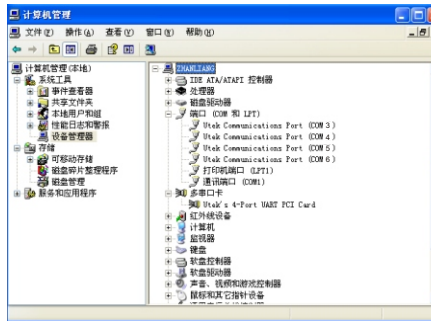 计算机管理
文件(F) 操作(A) 查看(V) 窗口(W) 帮助(H)
计算机管理(本地)
系统工具
事件查看器
共享文件夹
本地用户和组
性能日志和警报
设备管理器
存储
可移动存储
磁盘碎片整理程序
磁盘管理
服务和应用程序
ZHANLIANG
IDE ATA/ATAPI 控制器
处理器
磁盘驱动器
端口 (COM 和 LPT)
Utek Communications Port (COM3)
Utek Communications Port (COM4)
Utek Communications Port (COM5)
Utek Communications Port (COM6)
打印机端口 (LPT1)
通讯端口 (COM1)
多串口卡
Utek's 4-Port UART PCI Card
红外线设备
计算机
监视器
键盘
软盘控制器
软盘驱动器
声音、视频和游戏控制器
鼠标和其它指针设备